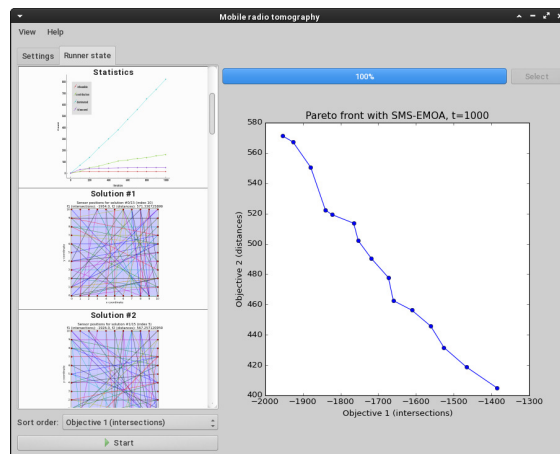 Mobile radio tomography
View Help
Settings Runner state
Statistics
Solution #1
Solution #2
Sort order: Objective 1 (intersections)
Start
100%
Select
Pareto front with SMS-EMOA, t=1000
580
560
540
520
500
480
460
440
420
400
Objective 2 (distances)
−2000 −1900 −1800 −1700 −1600 −1500 −1400 −1300
Objective 1 (intersections)